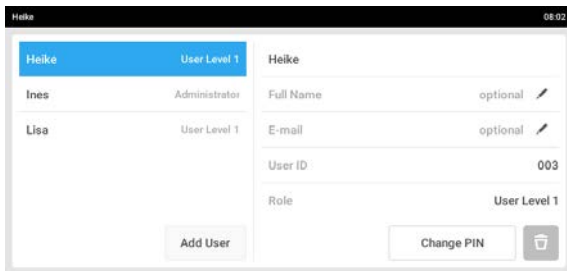 Heike 08:02
Heike User Level 1
Ines Administrator
Lisa User Level 1
Add User
Heike
Full Name optional
E-mail optional
User ID 003
Role User Level 1
Change PIN